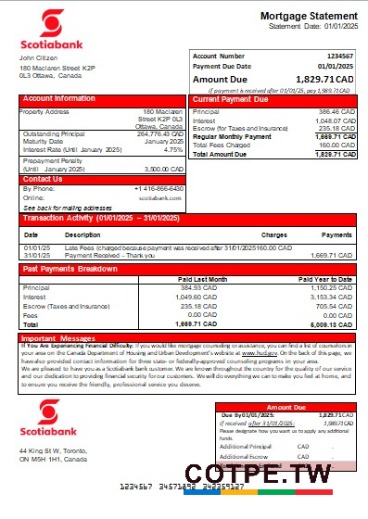 Scotiabank
Mortgage Statement
Statement Date: 01/01/2025
John Citizen
180 Maclaren Street K2P
0L3 Ottawa, Canada
Account Number 1234567
Payment Due Date 01/01/2025
Amount Due 1,829.71CAD
If payment is received after 01/01/25, pay 1,989.71CAD
Account Information
Property Address 180 Maclaren
Street K2P 0L3
Ottawa, Canada
Outstanding Principal 264,776.43 CAD
Maturity Date January 2025
Interest Rate (Until January 2025) 4.75%
Prepayment Penalty
(Until January 2025) 3,500.00 CAD
Contact Us
By Phone: +1 416-866-6430
Online: scotiabank.com
See back for mailing addresses
Current Payment Due
Principal 386.46 CAD
Interest 1,048.07 CAD
Escrow (for Taxes and Insurance) 235.18 CAD
Regular Monthly Payment 1,669.71 CAD
Total Fees Charged 160.00 CAD
Total Amount Due 1,829.71 CAD
Transaction Activity (01/01/2025 – 31/01/2025)
Date Description Charges Payments
01/01/25 Late Fees (charged because payment was received after 31/01/2025160.00 CAD
31/01/25 Payment Received – Thank you 1,669.71 CAD
Past Payments Breakdown
Paid Last Month Paid Year to Date
Principal 384.93 CAD 1,150.25 CAD
Interest 1,049.60 CAD 3,153.34 CAD
Escrow (Taxes and Insurance) 235.18 CAD 705.54 CAD
Fees 0.00 CAD 0.00 CAD
Total 1,669.71 CAD 5,009.13 CAD
Important Messages
If You Are Experiencing Financial Difficulty: If you would like mortgage counseling or assistance, you can find a list of counselors in
your area on the Canada Department of Housing and Urban Development's website at www.hud.gov. On the back of this page, we
have also provided contact information for three state or federally-approved counseling programs in your area.
We are pleased to have you as a Scotiabank customer. We are known throughout the country for the quality of our service
and our dedication to providing financial security for our customers. We will do everything we can to make you feel at home, and
to ensure you receive the friendly, professional service you deserve.
Scotiabank
44 King St W, Toronto,
ON M5H 1H1, Canada
Amount Due
Due By 01/01/2025: 1,829.71CAD
if received after 31/01/2025: 1,989.71CAD
Please designate how you want us to apply any additional
funds.
Additional Principal CAD
Additional Escrow CAD
COTPE.TW